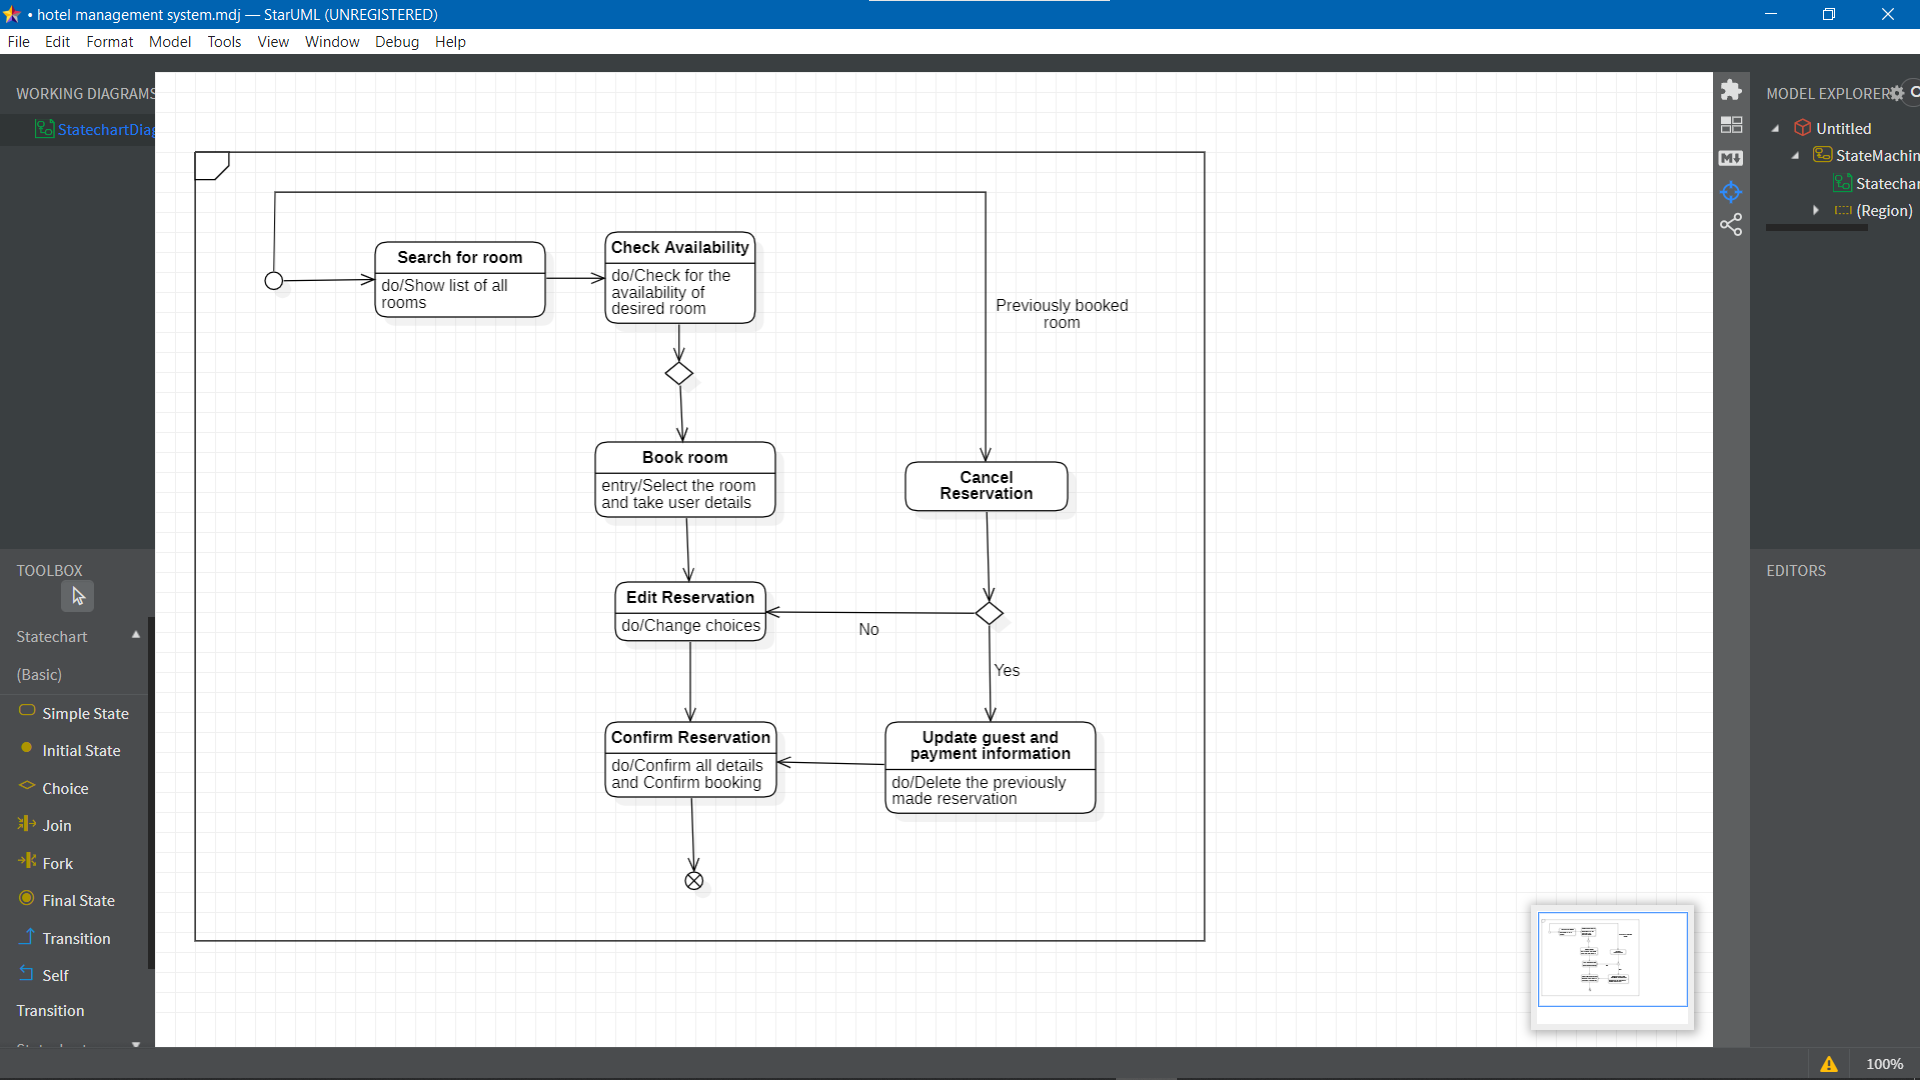 • hotel management system.mdj — StarUML (UNREGISTERED)
File Edit Format Model Tools View Window Debug Help
WORKING DIAGRAMS
StatechartDiag
TOOLBOX
Statechart
(Basic)
Simple State
Initial State
Choice
Join
Fork
Final State
Transition
Self
Transition
Search for room
do/Show list of all
rooms
Check Availability
do/Check for the
availability of
desired room
Previously booked
room
Book room
entry/Select the room
and take user details
Cancel
Reservation
Edit Reservation
do/Change choices
No
Yes
Confirm Reservation
do/Confirm all details
and Confirm booking
Update guest and
payment information
do/Delete the previously
made reservation
M
MODEL EXPLORER
Untitled
StateMachin
Statechar
(Region)
EDITORS
100%